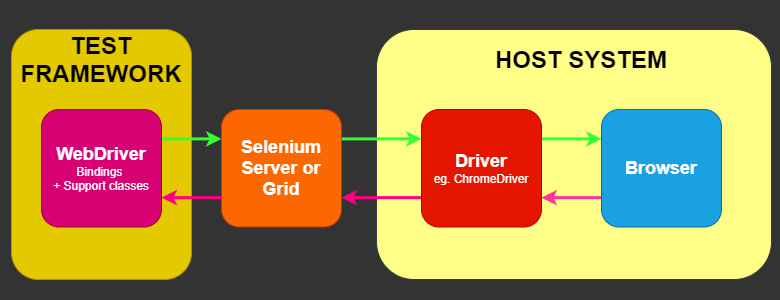 TEST
FRAMEWORK
WebDriver
Bindings
+ Support classes
Selenium
Server or
Grid
HOST SYSTEM
Driver
eg. ChromeDriver
Browser